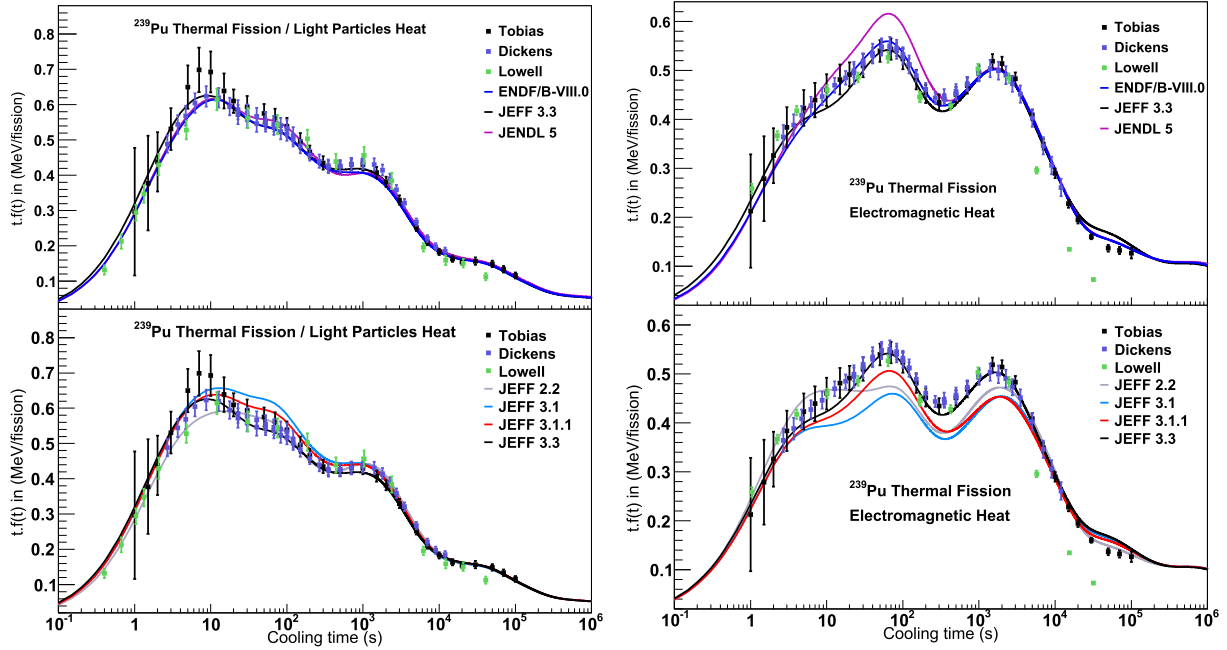 ²³⁹Pu Thermal Fission / Light Particles Heat
Tobias
Dickens
Lowell
ENDF/B-VIII.0
JEFF 3.3
JENDL 5
t.f(t) in (MeV/fission)
0.8
0.7
0.6
0.5
0.4
0.3
0.2
0.1
²³⁹Pu Thermal Fission / Light Particles Heat
Tobias
Dickens
Lowell
JEFF 2.2
JEFF 3.1
JEFF 3.1.1
JEFF 3.3
t.f(t) in (MeV/fission)
0.8
0.7
0.6
0.5
0.4
0.3
0.2
0.1
10⁻¹ 1 10 10² 10³ 10⁴ 10⁵ 10⁶
Cooling time (s)
Tobias
Dickens
Lowell
ENDF/B-VIII.0
JEFF 3.3
JENDL 5
²³⁹Pu Thermal Fission
Electromagnetic Heat
t.f(t) in (MeV/fission)
0.6
0.5
0.4
0.3
0.2
0.1
Tobias
Dickens
Lowell
JEFF 2.2
JEFF 3.1
JEFF 3.1.1
JEFF 3.3
²³⁹Pu Thermal Fission
Electromagnetic Heat
t.f(t) in (MeV/fission)
0.6
0.5
0.4
0.3
0.2
0.1
10⁻¹ 1 10 10² 10³ 10⁴ 10⁵ 10⁶
Cooling time (s)